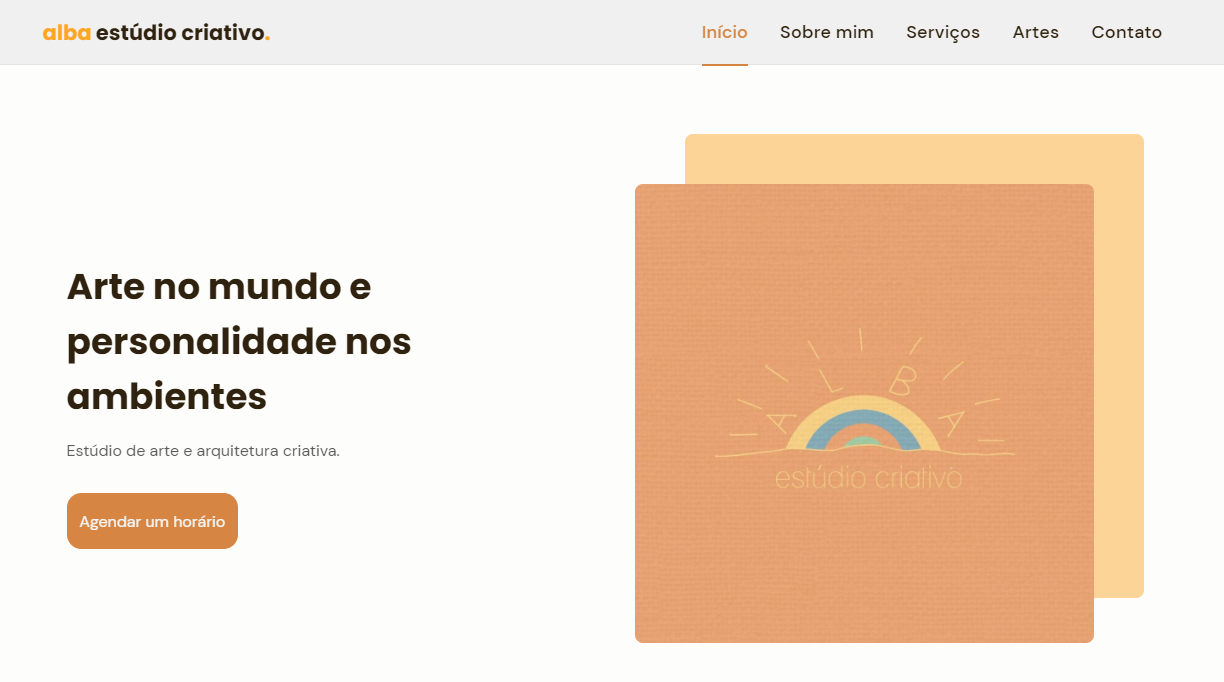 alba estúdio criativo.
Início Sobre mim Serviços Artes Contato
Arte no mundo e
personalidade nos
ambientes
Estúdio de arte e arquitetura criativa.
Agendar um horário
ALBA
estúdio criativo